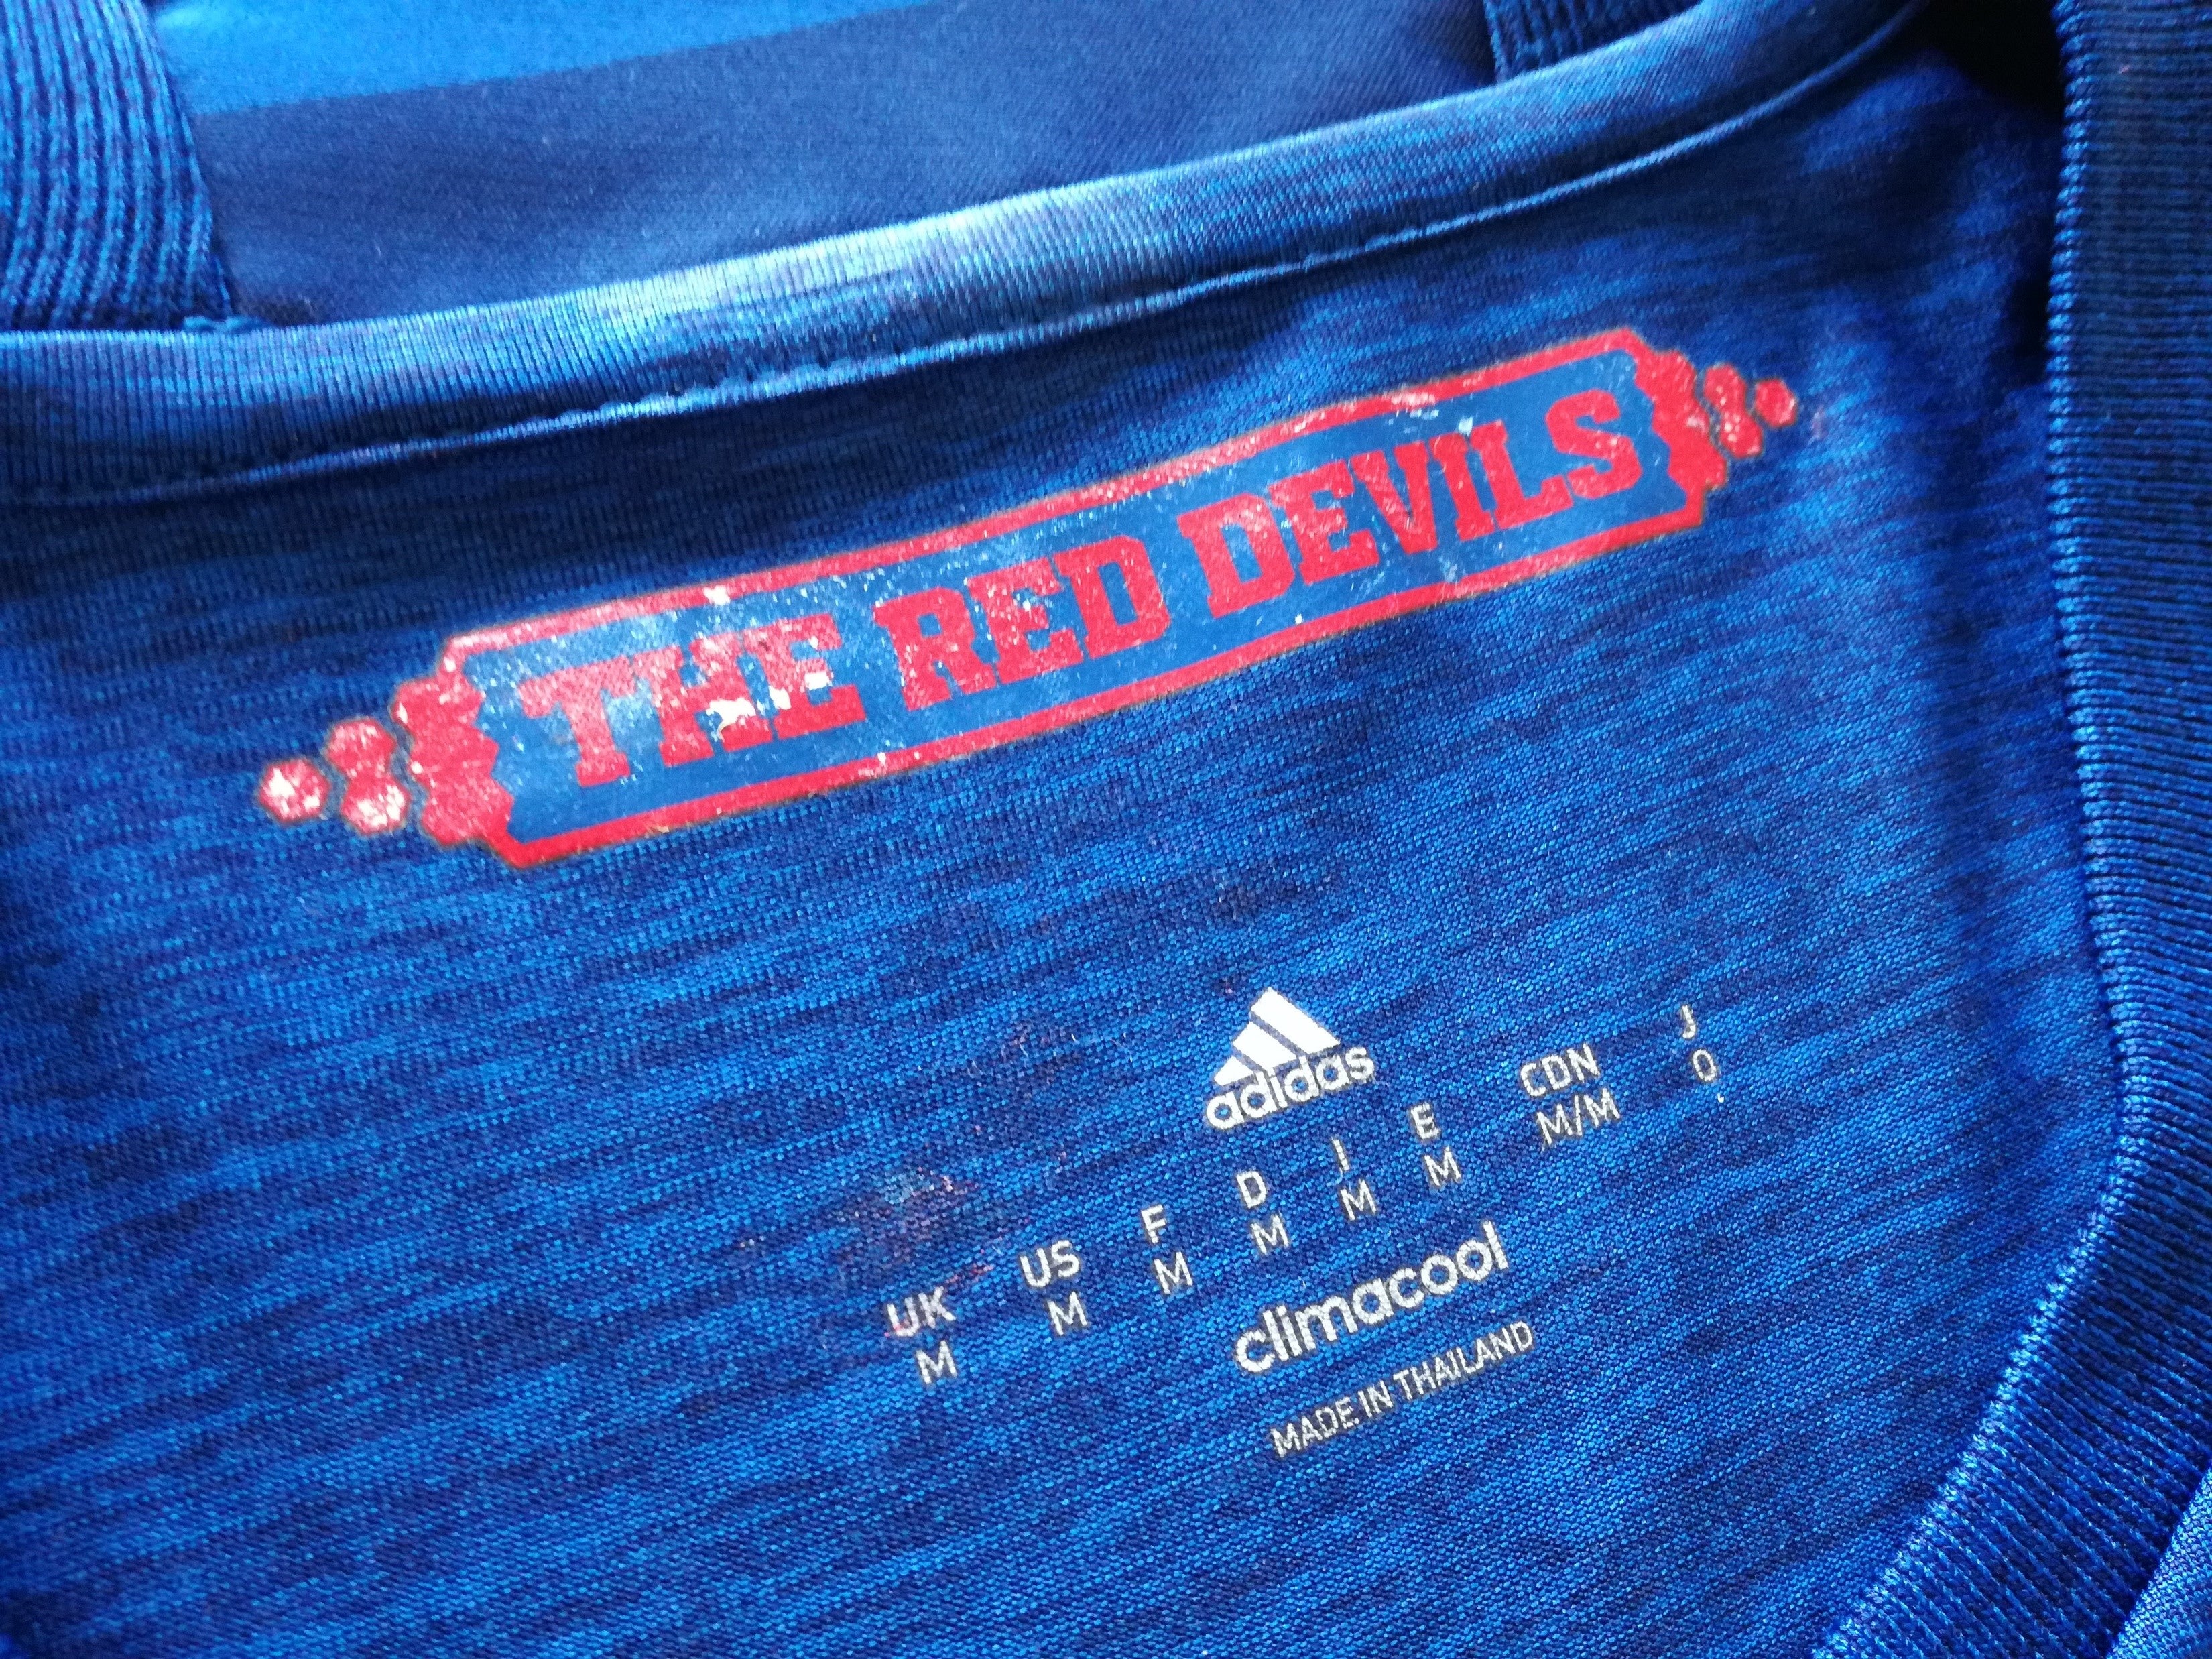 THE RED DEVILS
adidas
UK US F D I E CDN J
M M M M M M M/M O
climacool
MADE IN THAILAND